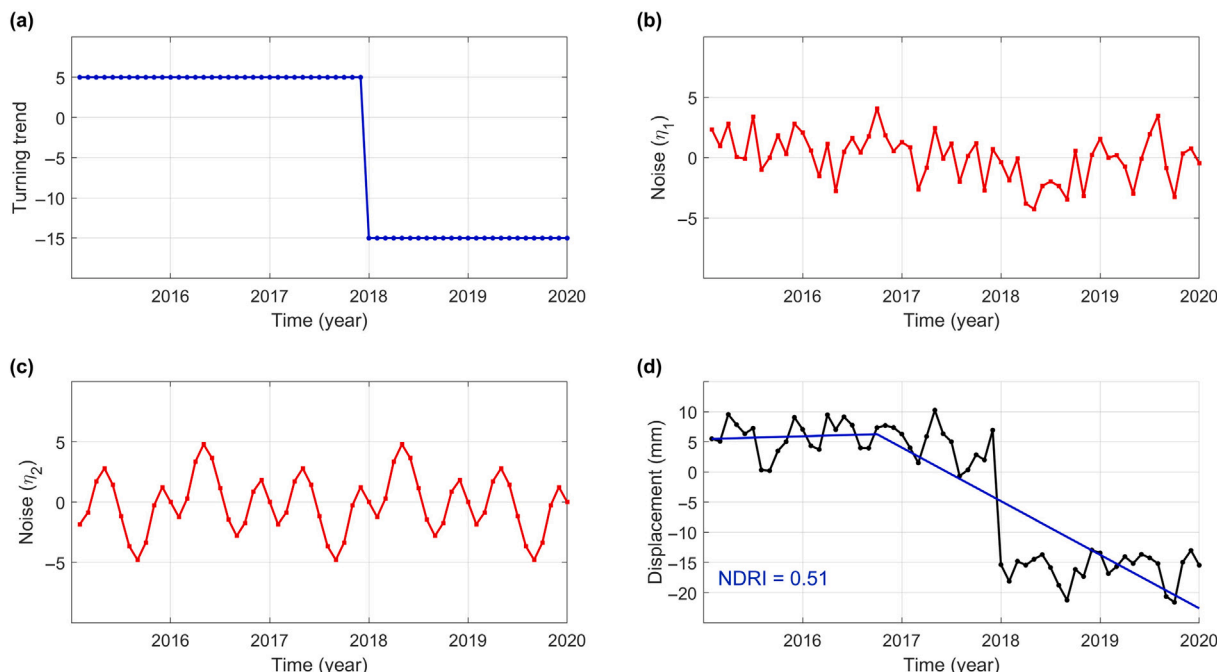 (a)
5
0
−5
−10
−15
Turning trend
2016 2017 2018 2019 2020
Time (year)
(b)
5
0
−5
Noise (η1)
2016 2017 2018 2019 2020
Time (year)
(c)
5
0
−5
Noise (η2)
2016 2017 2018 2019 2020
Time (year)
(d)
10
5
0
−5
−10
−15
−20
Displacement (mm)
NDRI = 0.51
2016 2017 2018 2019 2020
Time (year)